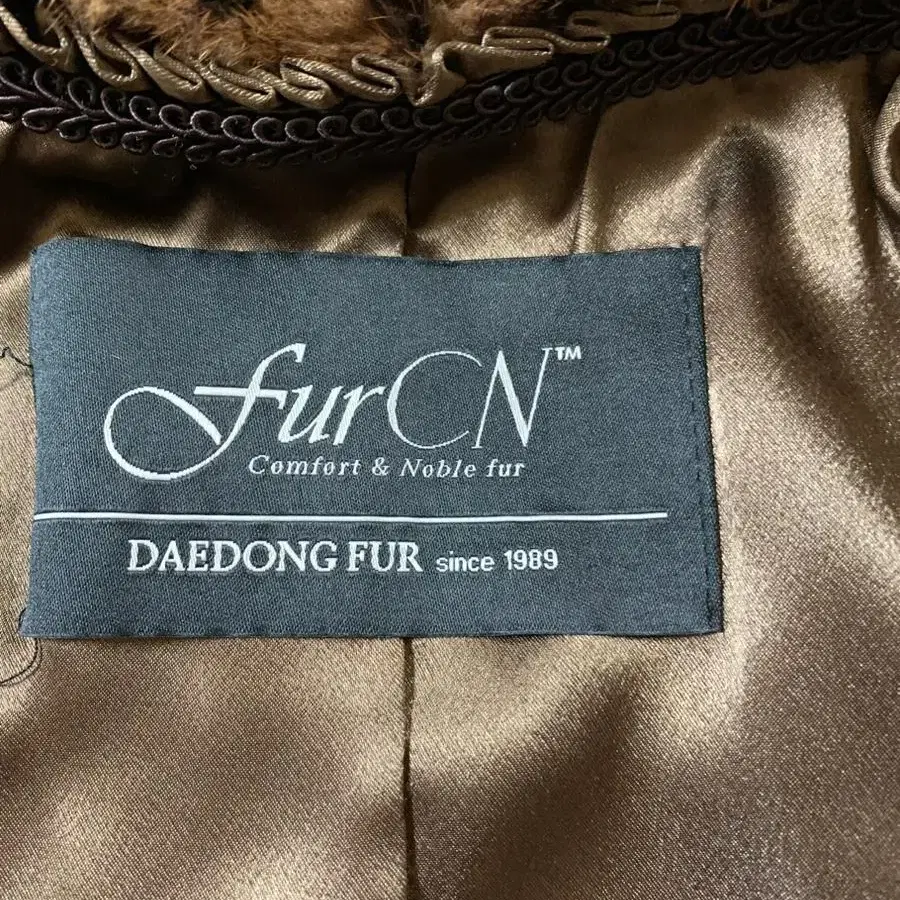 furCN™
Comfort & Noble fur
DAEDONG FUR since 1989